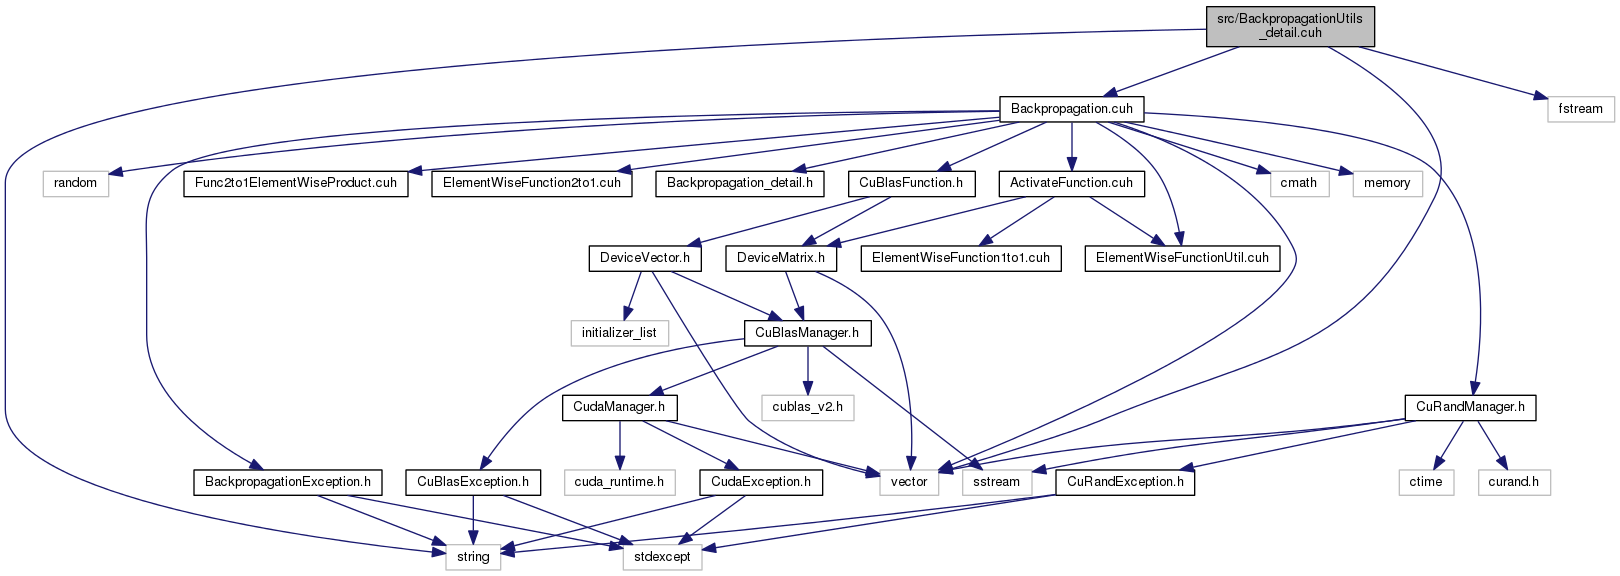 src/BackpropagationUtils
_detail.cuh
Backpropagation.cuh
fstream
random
Func2to1ElementWiseProduct.cuh
ElementWiseFunction2to1.cuh
Backpropagation_detail.h
CuBlasFunction.h
ActivateFunction.cuh
cmath
memory
DeviceVector.h
DeviceMatrix.h
ElementWiseFunction1to1.cuh
ElementWiseFunctionUtil.cuh
initializer_list
CuBlasManager.h
CudaManager.h
cublas_v2.h
CuRandManager.h
BackpropagationException.h
CuBlasException.h
cuda_runtime.h
CudaException.h
vector
sstream
CuRandException.h
ctime
curand.h
string
stdexcept